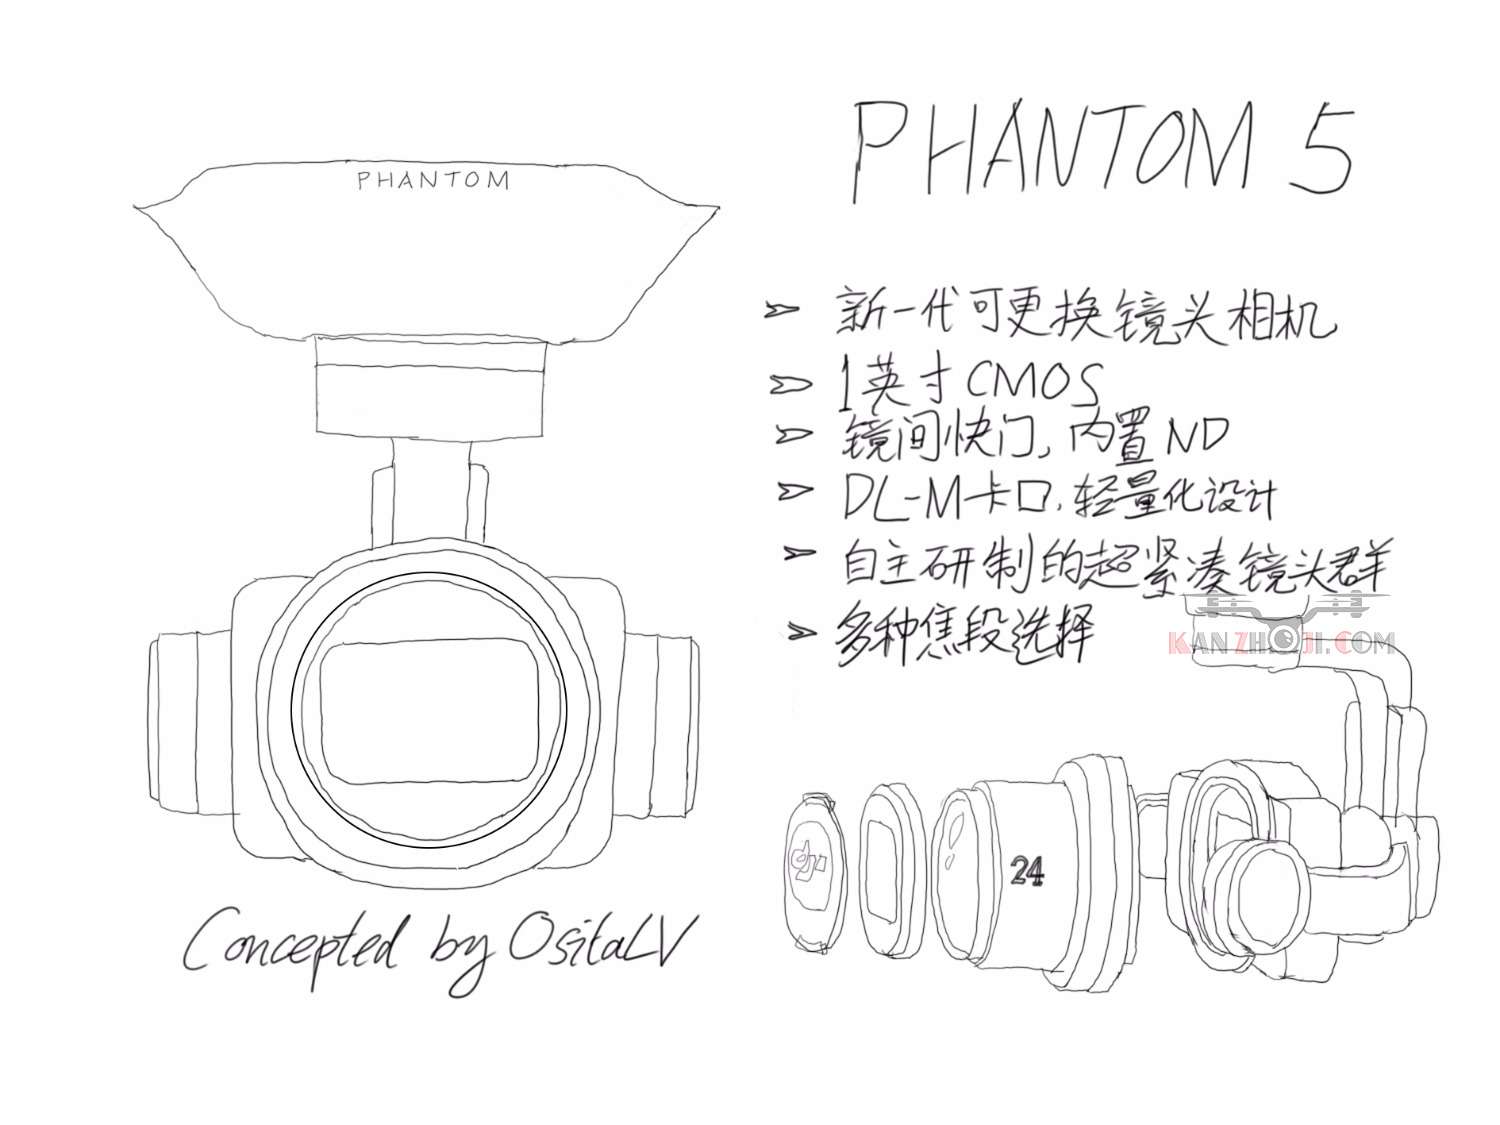 PHANTOM 5
PHANTOM
新一代可更换镜头相机
1英寸CMOS
镜间快门,内置ND
DL-M卡口,轻量化设计
自主研制的超紧凑镜头群
多种焦段选择
KANZHOJI.COM
dji
24
Concepted by OsitaLV